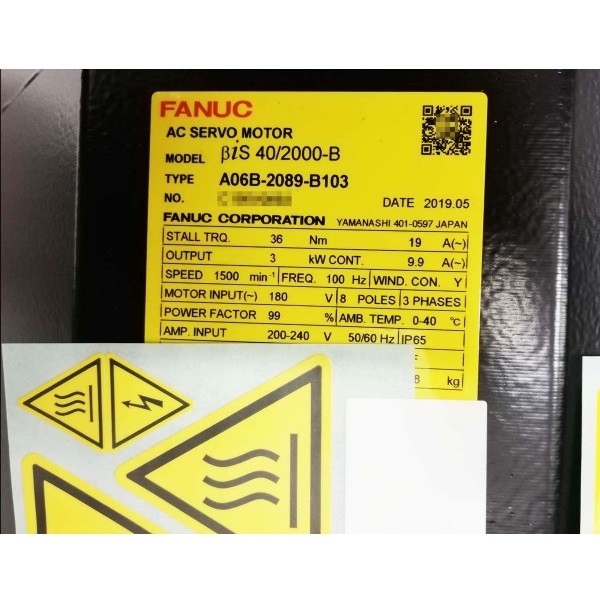 FANUC
AC SERVO MOTOR
MODEL βiS 40/2000-B
TYPE A06B-2089-B103
NO. C
DATE 2019.05
FANUC CORPORATION YAMANASHI 401-0597 JAPAN
STALL TRQ. 36 Nm 19 A(~)
OUTPUT 3 kW CONT. 9.9 A(~)
SPEED 1500 min⁻¹ FREQ. 100 Hz WIND. CON. Y
MOTOR INPUT(~) 180 V 8 POLES 3 PHASES
POWER FACTOR 99 % AMB. TEMP. 0-40 ℃
AMP. INPUT 200-240 V 50/60 Hz IP65
F
8 kg